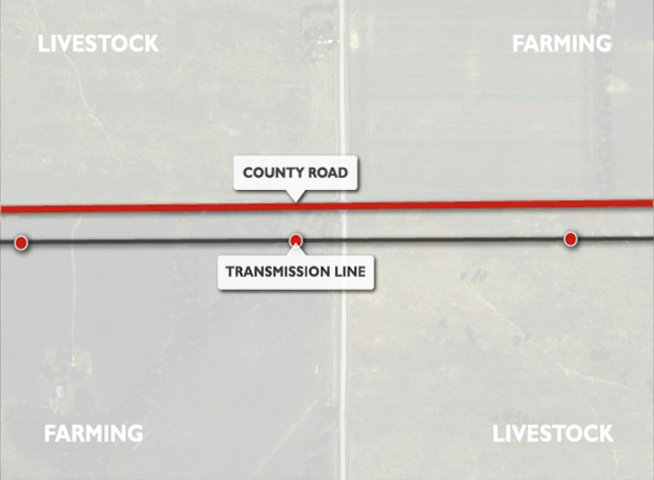 LIVESTOCK
FARMING
COUNTY ROAD
TRANSMISSION LINE
FARMING
LIVESTOCK